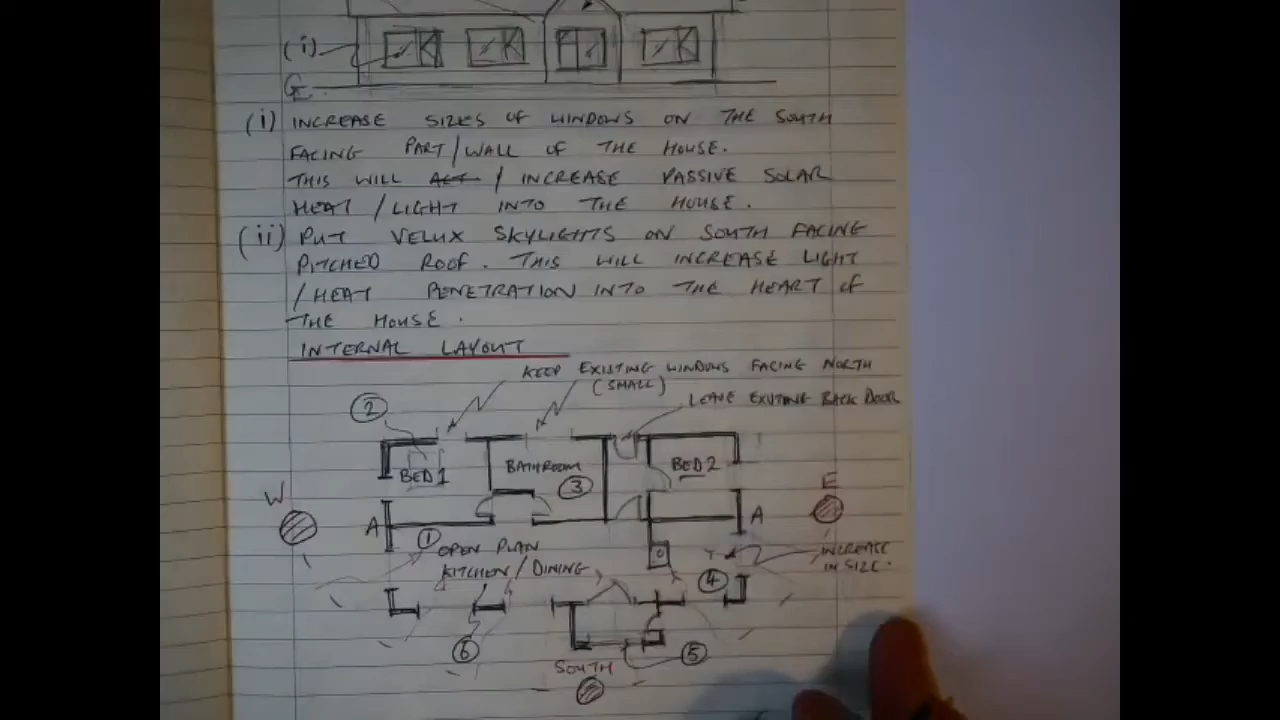 (i)
GL
(i) INCREASE SIZES OF WINDOWS ON THE SOUTH
FACING PART/WALL OF THE HOUSE.
THIS WILL / INCREASE PASSIVE SOLAR
HEAT / LIGHT INTO THE HOUSE.
(ii) PUT VELUX SKYLIGHTS ON SOUTH FACING
PITCHED ROOF. THIS WILL INCREASE LIGHT
/HEAT PENETRATION INTO THE HEART OF
THE HOUSE.
INTERNAL LAYOUT
KEEP EXISTING WINDOWS FACING NORTH
(SMALL)
LEAVE EXISTING BACK DOOR
2
BED 1
BATHROOM
3
BED 2
W
E
A
A
1
OPEN PLAN
KITCHEN / DINING
INCREASE
IN SIZE.
4
6
5
SOUTH